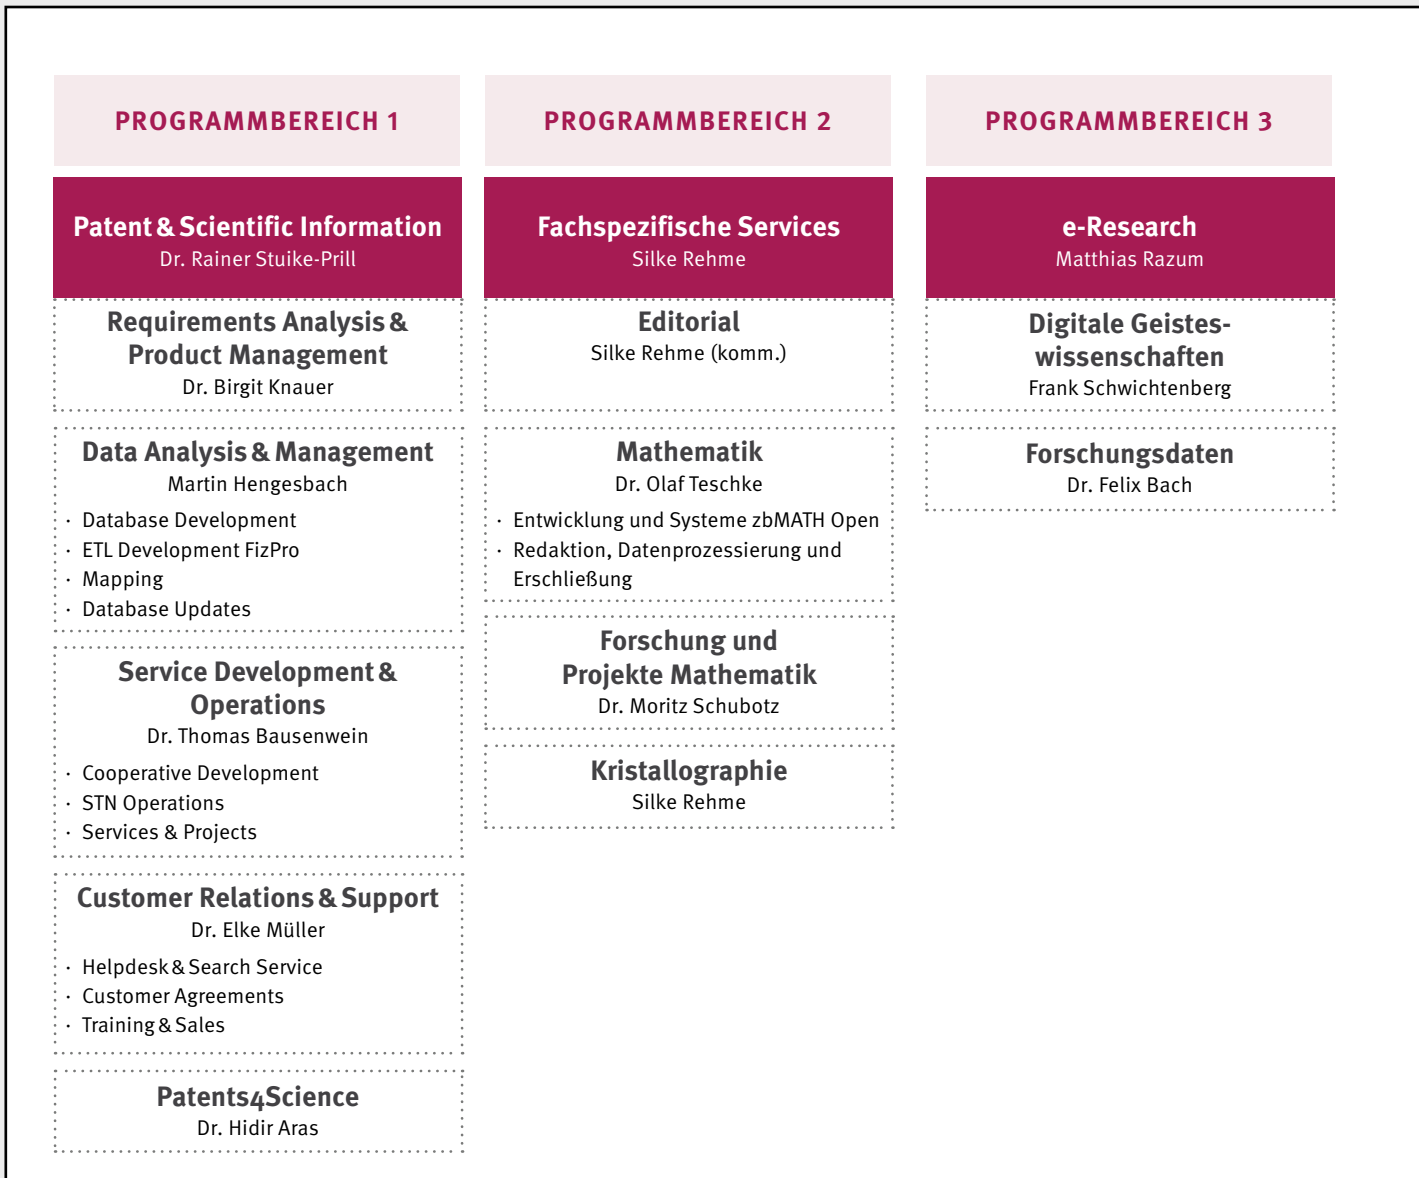 PROGRAMMBEREICH 1
Patent & Scientific Information
Dr. Rainer Stuike-Prill
Requirements Analysis &
Product Management
Dr. Birgit Knauer
Data Analysis & Management
Martin Hengesbach
· Database Development
· ETL Development FizPro
· Mapping
· Database Updates
Service Development &
Operations
Dr. Thomas Bausenwein
· Cooperative Development
· STN Operations
· Services & Projects
Customer Relations & Support
Dr. Elke Müller
· Helpdesk & Search Service
· Customer Agreements
· Training & Sales
Patents4Science
Dr. Hidir Aras
PROGRAMMBEREICH 2
Fachspezifische Services
Silke Rehme
Editorial
Silke Rehme (komm.)
Mathematik
Dr. Olaf Teschke
· Entwicklung und Systeme zbMATH Open
· Redaktion, Datenprozessierung und
Erschließung
Forschung und
Projekte Mathematik
Dr. Moritz Schubotz
Kristallographie
Silke Rehme
PROGRAMMBEREICH 3
e-Research
Matthias Razum
Digitale Geistes-
wissenschaften
Frank Schwichtenberg
Forschungsdaten
Dr. Felix Bach